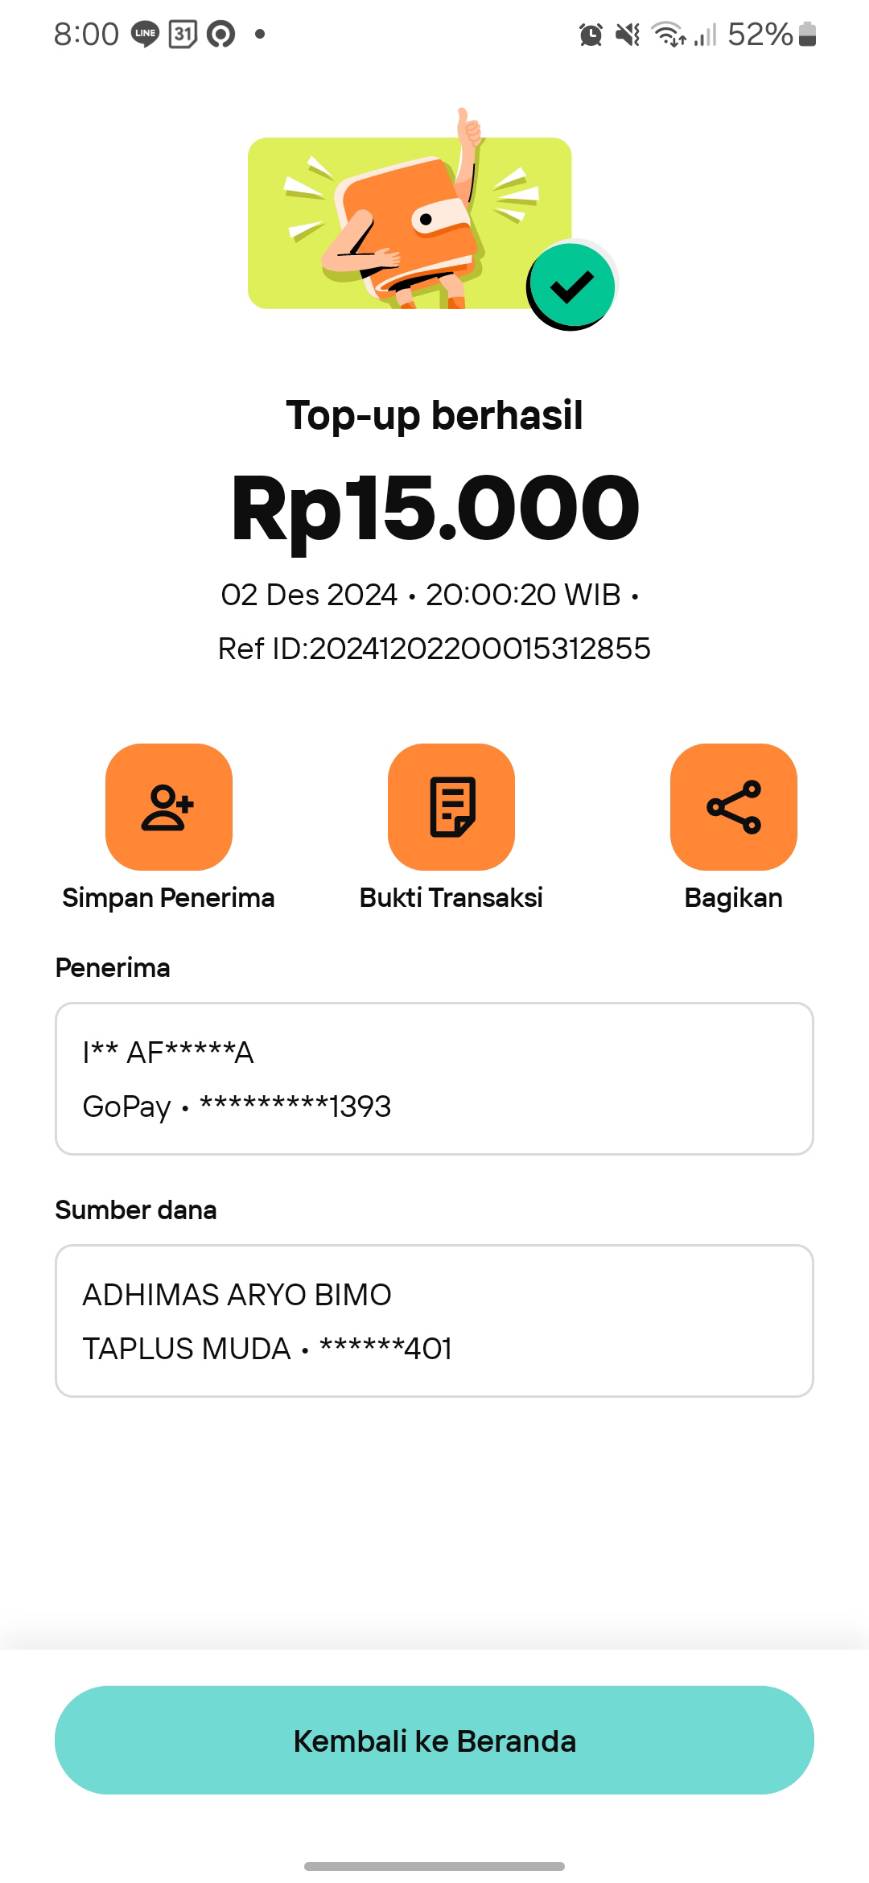 8:00 LINE 31 52%
Top-up berhasil
Rp15.000
02 Des 2024 • 20:00:20 WIB •
Ref ID:20241202200015312855
Simpan Penerima
Bukti Transaksi
Bagikan
Penerima
I** AF*****A
GoPay • *********1393
Sumber dana
ADHIMAS ARYO BIMO
TAPLUS MUDA • ******401
Kembali ke Beranda